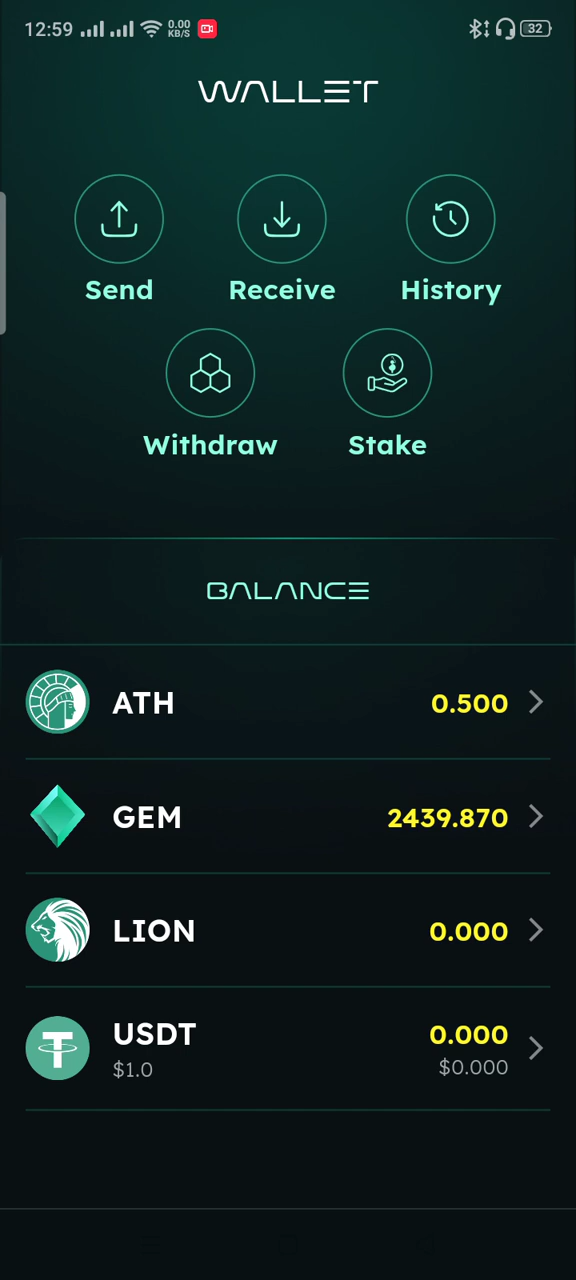 12:59 0.00 KB/S 32
WALLET
Send Receive History
Withdraw Stake
BALANCE
ATH 0.500
GEM 2439.870
LION 0.000
USDT 0.000
$1.0 $0.000